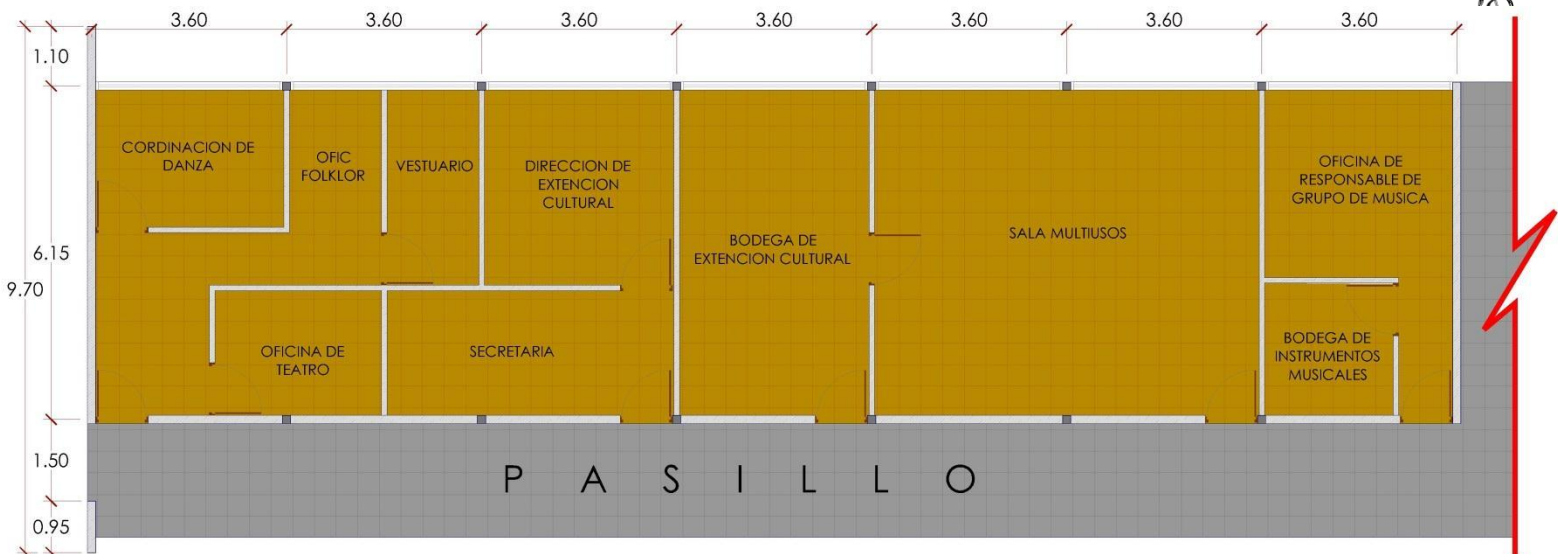 3.60
3.60
3.60
3.60
3.60
3.60
3.60
1.10
6.15
9.70
1.50
0.95
CORDINACION DE
DANZA
OFIC
FOLKLOR
VESTUARIO
DIRECCION DE
EXTENCION
CULTURAL
BODEGA DE
EXTENCION CULTURAL
SALA MULTIUSOS
OFICINA DE
RESPONSABLE DE
GRUPO DE MUSICA
OFICINA DE
TEATRO
SECRETARIA
BODEGA DE
INSTRUMENTOS
MUSICALES
PASILLO